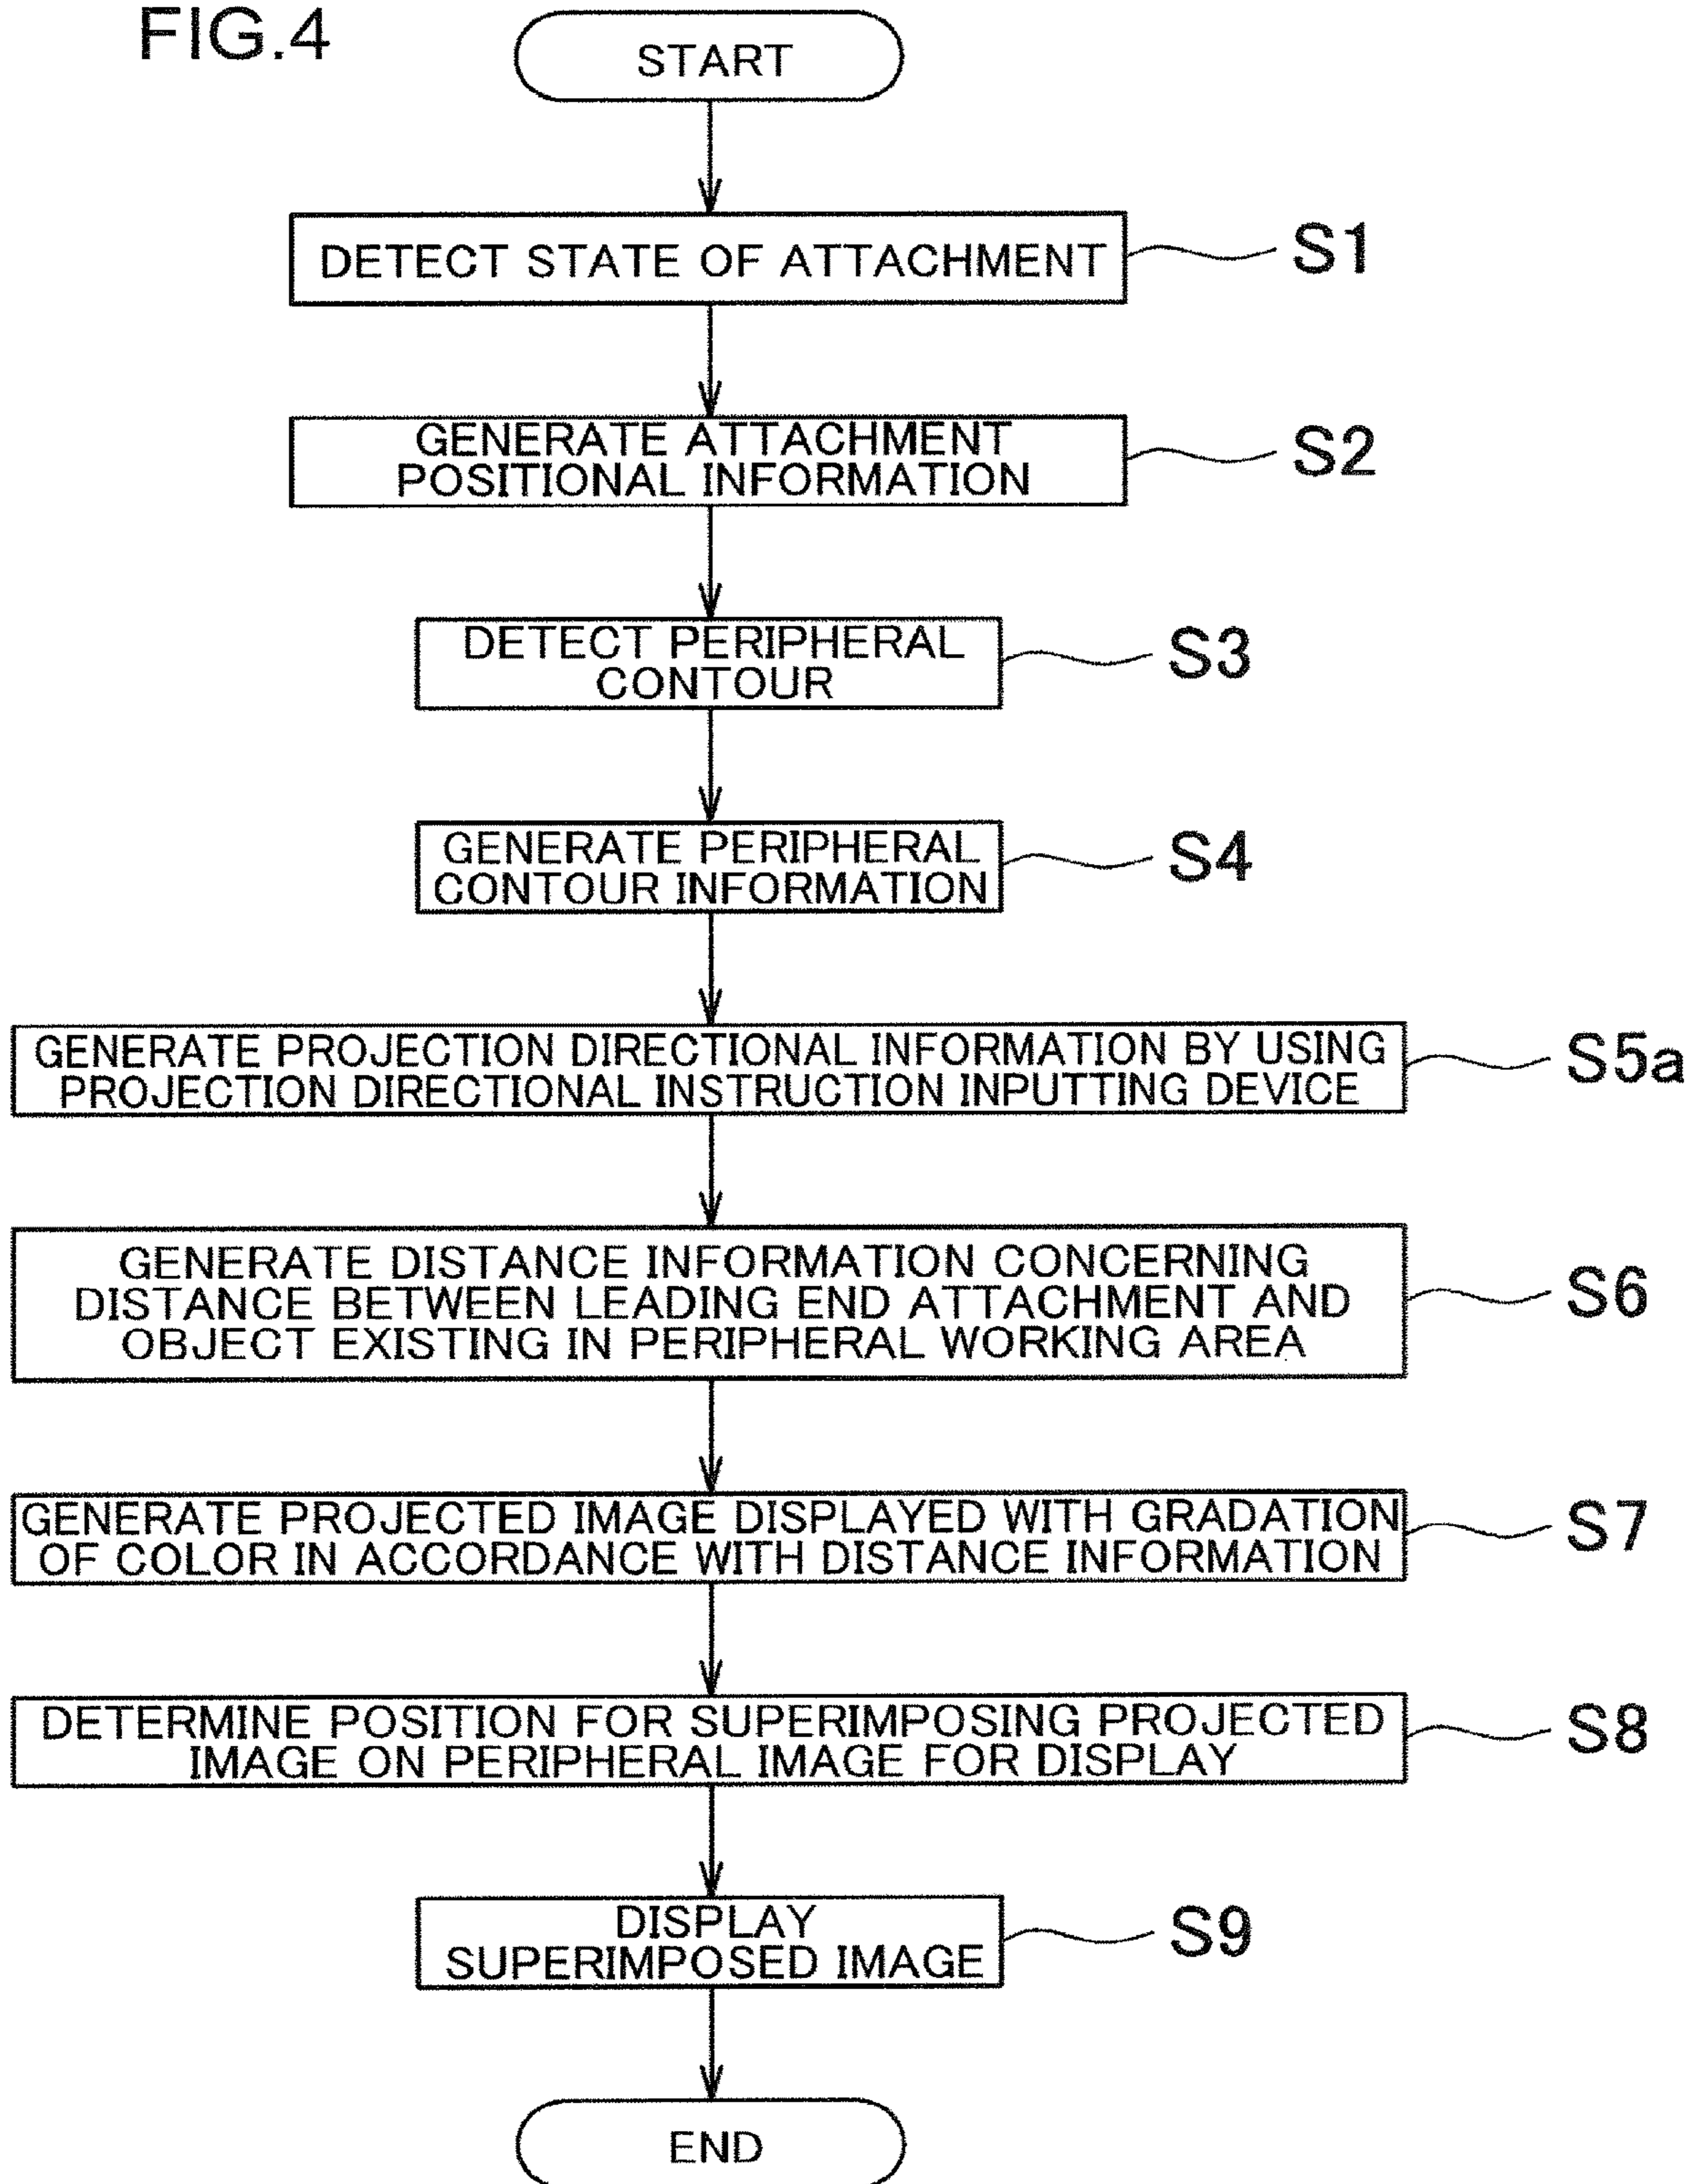 FIG.4
START
DETECT STATE OF ATTACHMENT
S1
GENERATE ATTACHMENT
POSITIONAL INFORMATION
S2
DETECT PERIPHERAL
CONTOUR
S3
GENERATE PERIPHERAL
CONTOUR INFORMATION
S4
GENERATE PROJECTION DIRECTIONAL INFORMATION BY USING
PROJECTION DIRECTIONAL INSTRUCTION INPUTTING DEVICE
S5a
GENERATE DISTANCE INFORMATION CONCERNING
DISTANCE BETWEEN LEADING END ATTACHMENT AND
OBJECT EXISTING IN PERIPHERAL WORKING AREA
S6
GENERATE PROJECTED IMAGE DISPLAYED WITH GRADATION
OF COLOR IN ACCORDANCE WITH DISTANCE INFORMATION
S7
DETERMINE POSITION FOR SUPERIMPOSING PROJECTED
IMAGE ON PERIPHERAL IMAGE FOR DISPLAY
S8
DISPLAY
SUPERIMPOSED IMAGE
S9
END